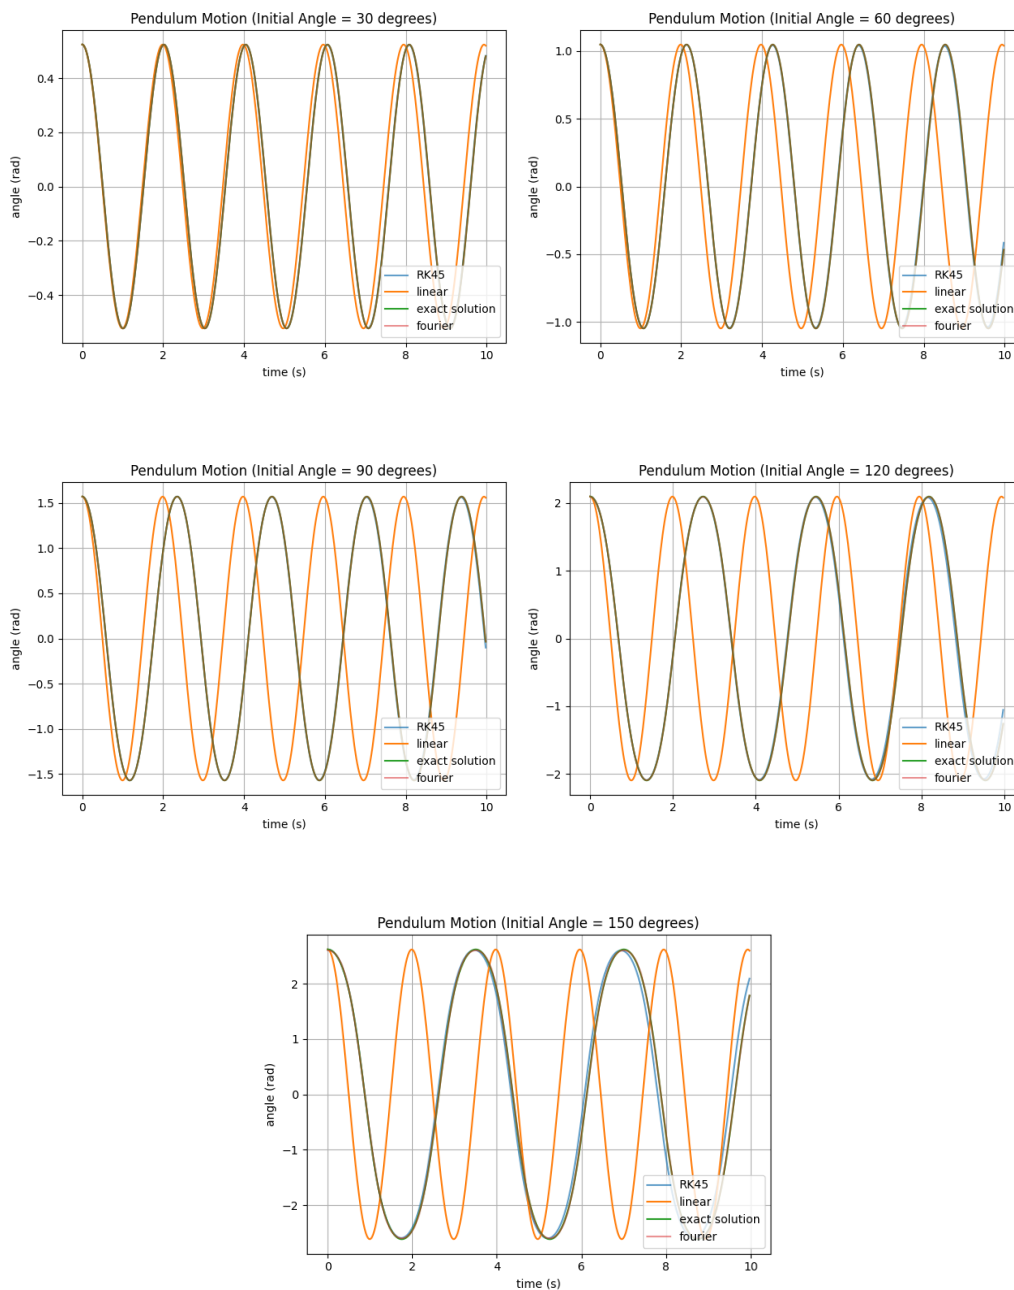 Pendulum Motion (Initial Angle = 30 degrees)
angle (rad)
0.4
0.2
0.0
−0.2
−0.4
0 2 4 6 8 10
time (s)
RK45
linear
exact solution
fourier
Pendulum Motion (Initial Angle = 60 degrees)
angle (rad)
1.0
0.5
0.0
−0.5
−1.0
0 2 4 6 8 10
time (s)
RK45
linear
exact solution
fourier
Pendulum Motion (Initial Angle = 90 degrees)
angle (rad)
1.5
1.0
0.5
0.0
−0.5
−1.0
−1.5
0 2 4 6 8 10
time (s)
RK45
linear
exact solution
fourier
Pendulum Motion (Initial Angle = 120 degrees)
angle (rad)
2
1
0
−1
−2
0 2 4 6 8 10
time (s)
RK45
linear
exact solution
fourier
Pendulum Motion (Initial Angle = 150 degrees)
angle (rad)
2
1
0
−1
−2
0 2 4 6 8 10
time (s)
RK45
linear
exact solution
fourier